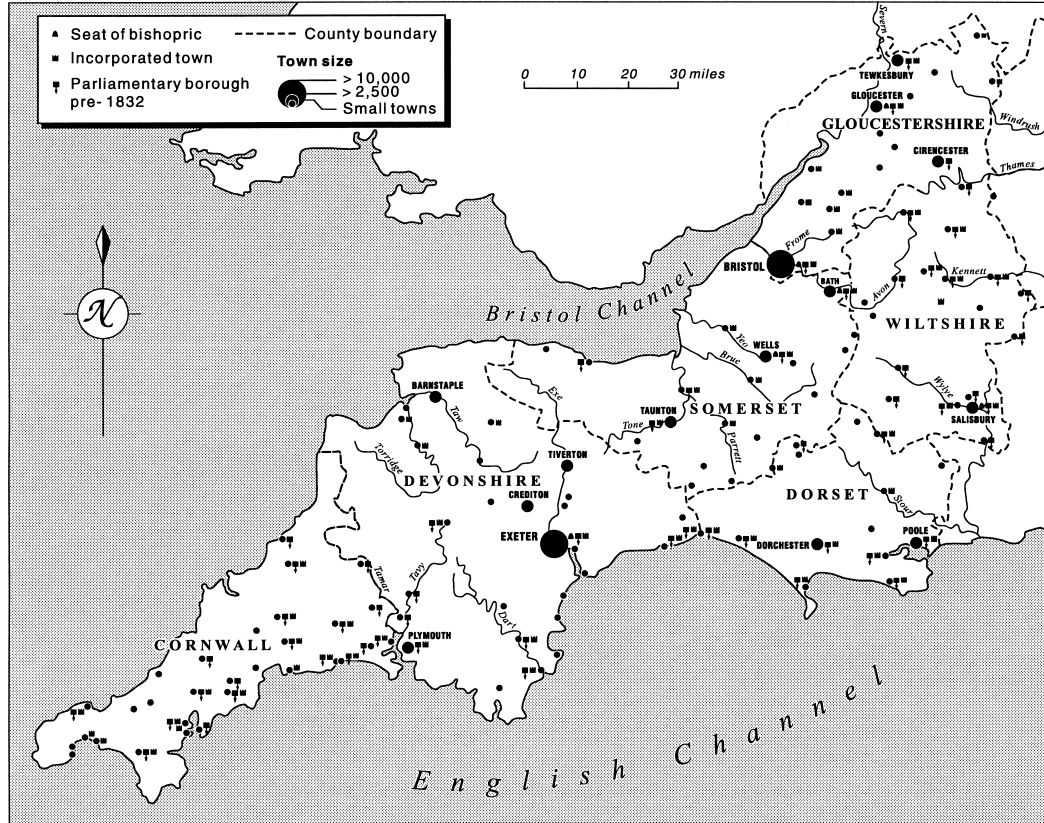 Seat of bishopric
Incorporated town
Parliamentary borough
pre- 1832
County boundary
Town size
> 10,000
> 2,500
Small towns
0 10 20 30 miles
Severn
TEWKESBURY
GLOUCESTER
GLOUCESTERSHIRE
Windrush
CIRENCESTER
Thames
Frome
BRISTOL
Kennett
BATH
Avon
Bristol Channel
N
WILTSHIRE
Yeo
WELLS
Brue
Wylye
BARNSTAPLE
Exe
Taw
TAUNTON
SOMERSET
SALISBURY
Tone
Parrett
Torridge
TIVERTON
DEVONSHIRE
CREDITON
DORSET
Stour
EXETER
DORCHESTER
POOLE
Tamar
Tavy
Dart
CORNWALL
PLYMOUTH
English Channel